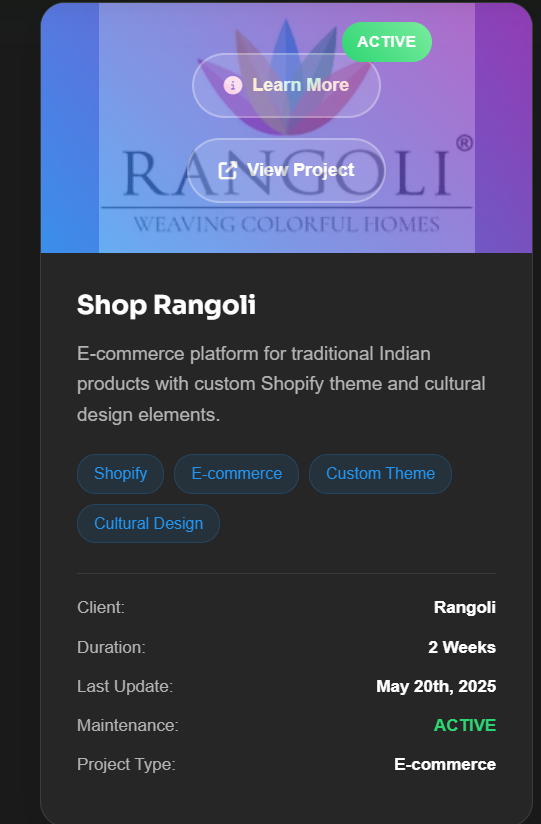 ACTIVE
Learn More
View Project
RANGOLI®
WEAVING COLORFUL HOMES
Shop Rangoli
E-commerce platform for traditional Indian
products with custom Shopify theme and cultural
design elements.
Shopify E-commerce Custom Theme
Cultural Design
Client: Rangoli
Duration: 2 Weeks
Last Update: May 20th, 2025
Maintenance: ACTIVE
Project Type: E-commerce